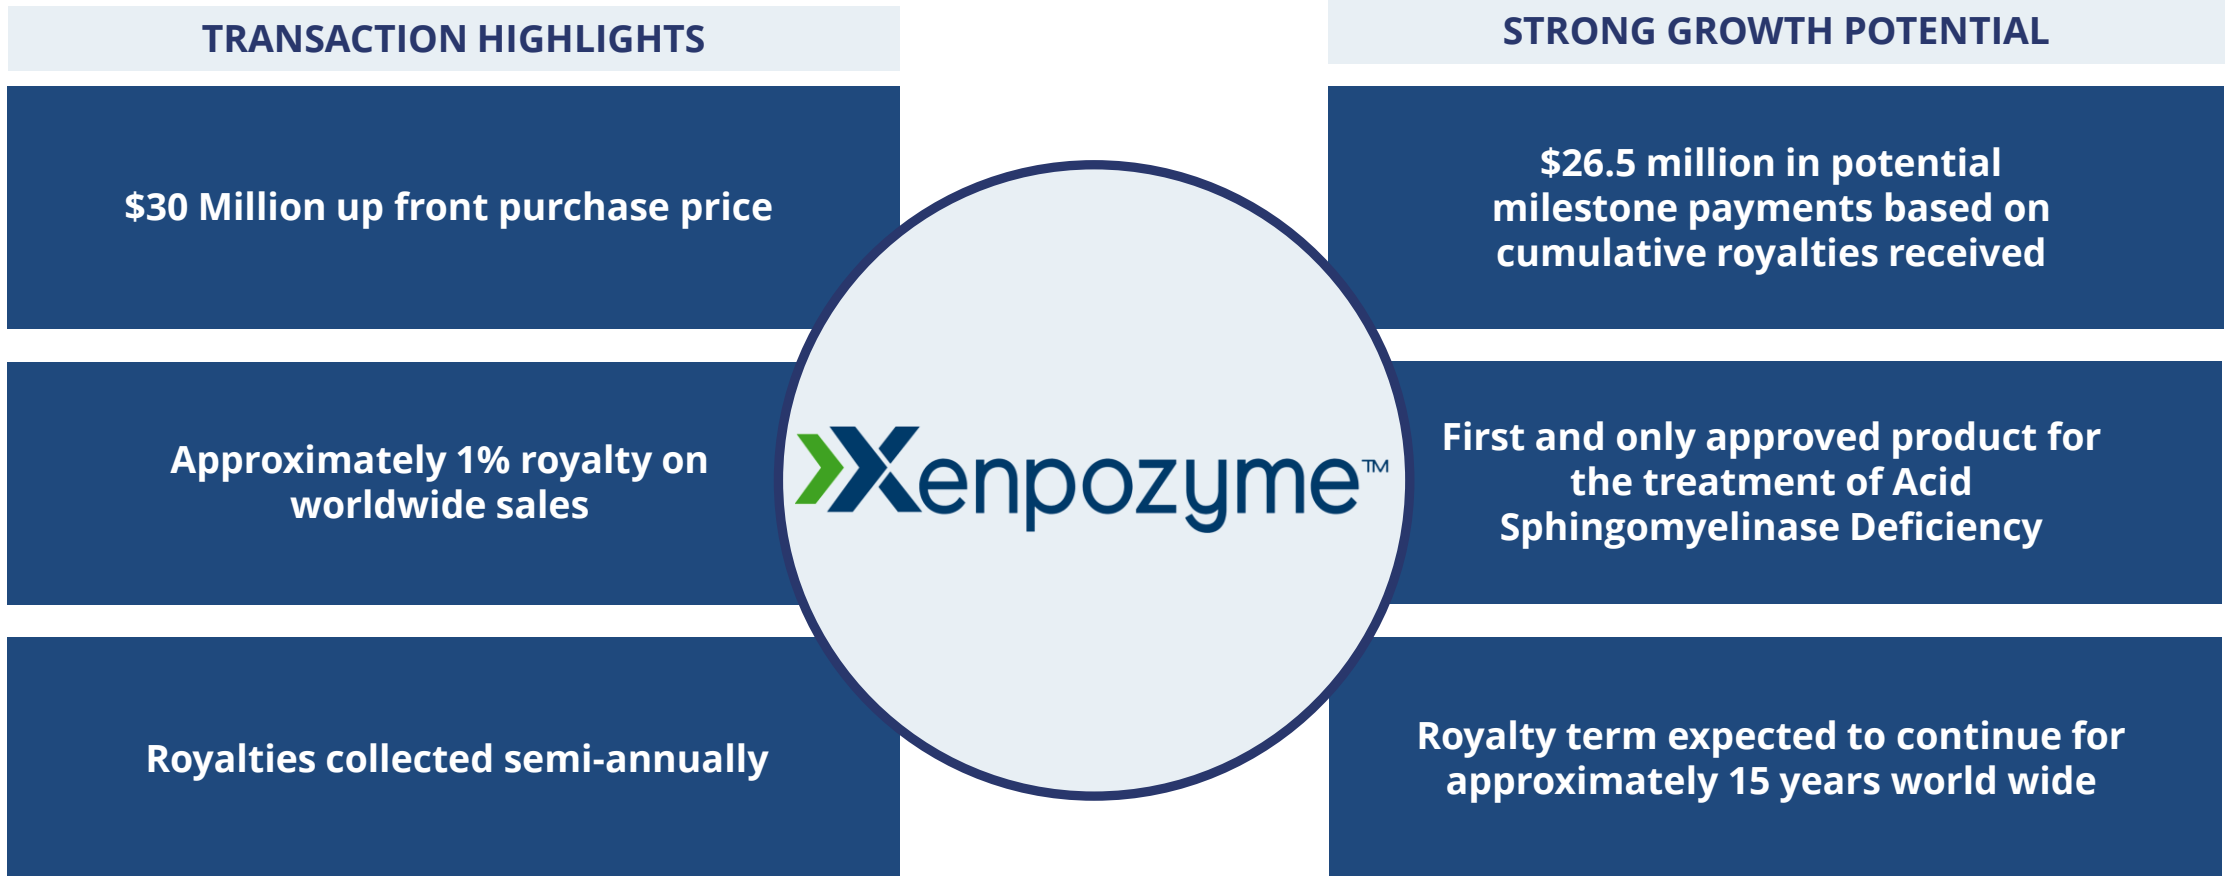 TRANSACTION HIGHLIGHTS
$30 Million up front purchase price
Approximately 1% royalty on
worldwide sales
Royalties collected semi-annually
Xenpozyme™
STRONG GROWTH POTENTIAL
$26.5 million in potential
milestone payments based on
cumulative royalties received
First and only approved product for
the treatment of Acid
Sphingomyelinase Deficiency
Royalty term expected to continue for
approximately 15 years world wide